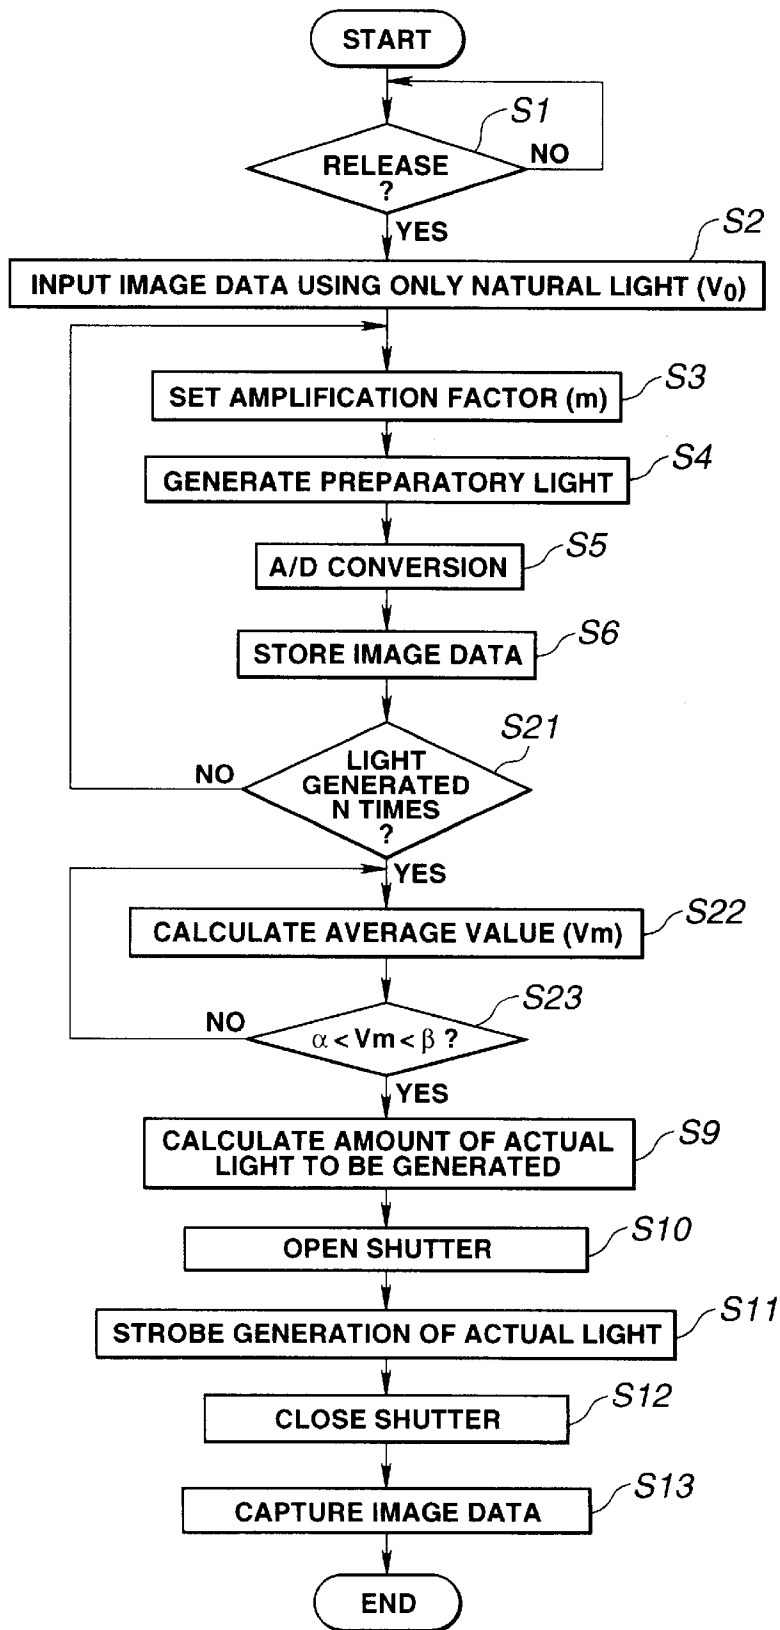 START
S1
RELEASE
?
NO
YES
S2
INPUT IMAGE DATA USING ONLY NATURAL LIGHT (V0)
S3
SET AMPLIFICATION FACTOR (m)
S4
GENERATE PREPARATORY LIGHT
S5
A/D CONVERSION
S6
STORE IMAGE DATA
S21
LIGHT
GENERATED
N TIMES
?
NO
YES
S22
CALCULATE AVERAGE VALUE (Vm)
S23
α < Vm < β ?
NO
YES
S9
CALCULATE AMOUNT OF ACTUAL
LIGHT TO BE GENERATED
S10
OPEN SHUTTER
S11
STROBE GENERATION OF ACTUAL LIGHT
S12
CLOSE SHUTTER
S13
CAPTURE IMAGE DATA
END